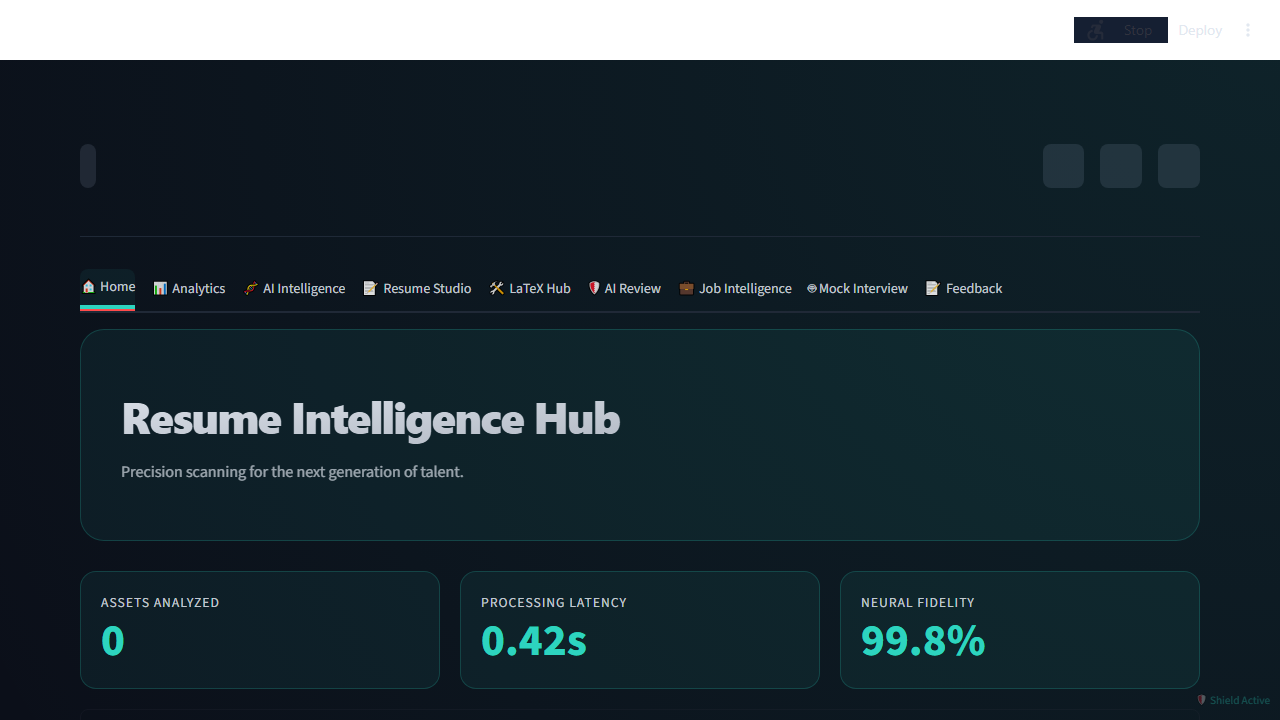 Stop Deploy
Home Analytics AI Intelligence Resume Studio LaTeX Hub AI Review Job Intelligence Mock Interview Feedback
Resume Intelligence Hub
Precision scanning for the next generation of talent.
ASSETS ANALYZED PROCESSING LATENCY NEURAL FIDELITY
0 0.42s 99.8%
Shield Active